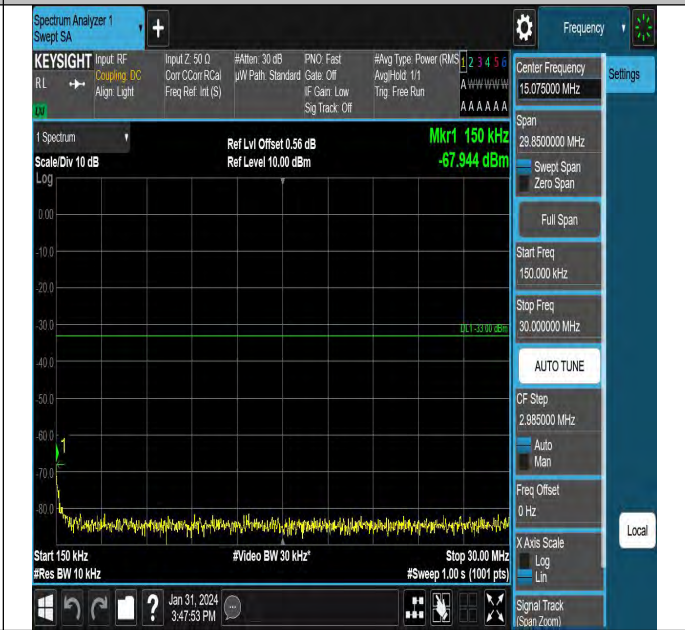 Spectrum Analyzer 1
Swept SA
+
Frequency
KEYSIGHT
RL
Input: RF
Coupling: DC
Align: Light
Input Z: 50 Ω
Corr CCorr RCal
Freq Ref: Int (S)
#Atten: 30 dB
µW Path: Standard
PNO: Fast
Gate: Off
IF Gain: Low
Sig Track: Off
#Avg Type: Power (RMS
Avg|Hold: 1/1
Trig: Free Run
1 2 3 4 5 6
A W W W W W
A A A A A A
1 Spectrum
Scale/Div 10 dB
Log
Ref Lvl Offset 0.56 dB
Ref Level 10.00 dBm
Mkr1 150 kHz
-67.944 dBm
0.00
-10.0
-20.0
-30.0
DL1 -33.00 dBm
-40.0
-50.0
-60.0
1
-70.0
-80.0
Start 150 kHz
#Video BW 30 kHz*
Stop 30.00 MHz
#Res BW 10 kHz
#Sweep 1.00 s (1001 pts)
Center Frequency
15.075000 MHz
Settings
Span
29.8500000 MHz
Swept Span
Zero Span
Full Span
Start Freq
150.000 kHz
Stop Freq
30.000000 MHz
AUTO TUNE
CF Step
2.985000 MHz
Auto
Man
Freq Offset
0 Hz
X Axis Scale
Log
Lin
Local
Signal Track
(Span Zoom)
?
Jan 31, 2024
3:47:53 PM